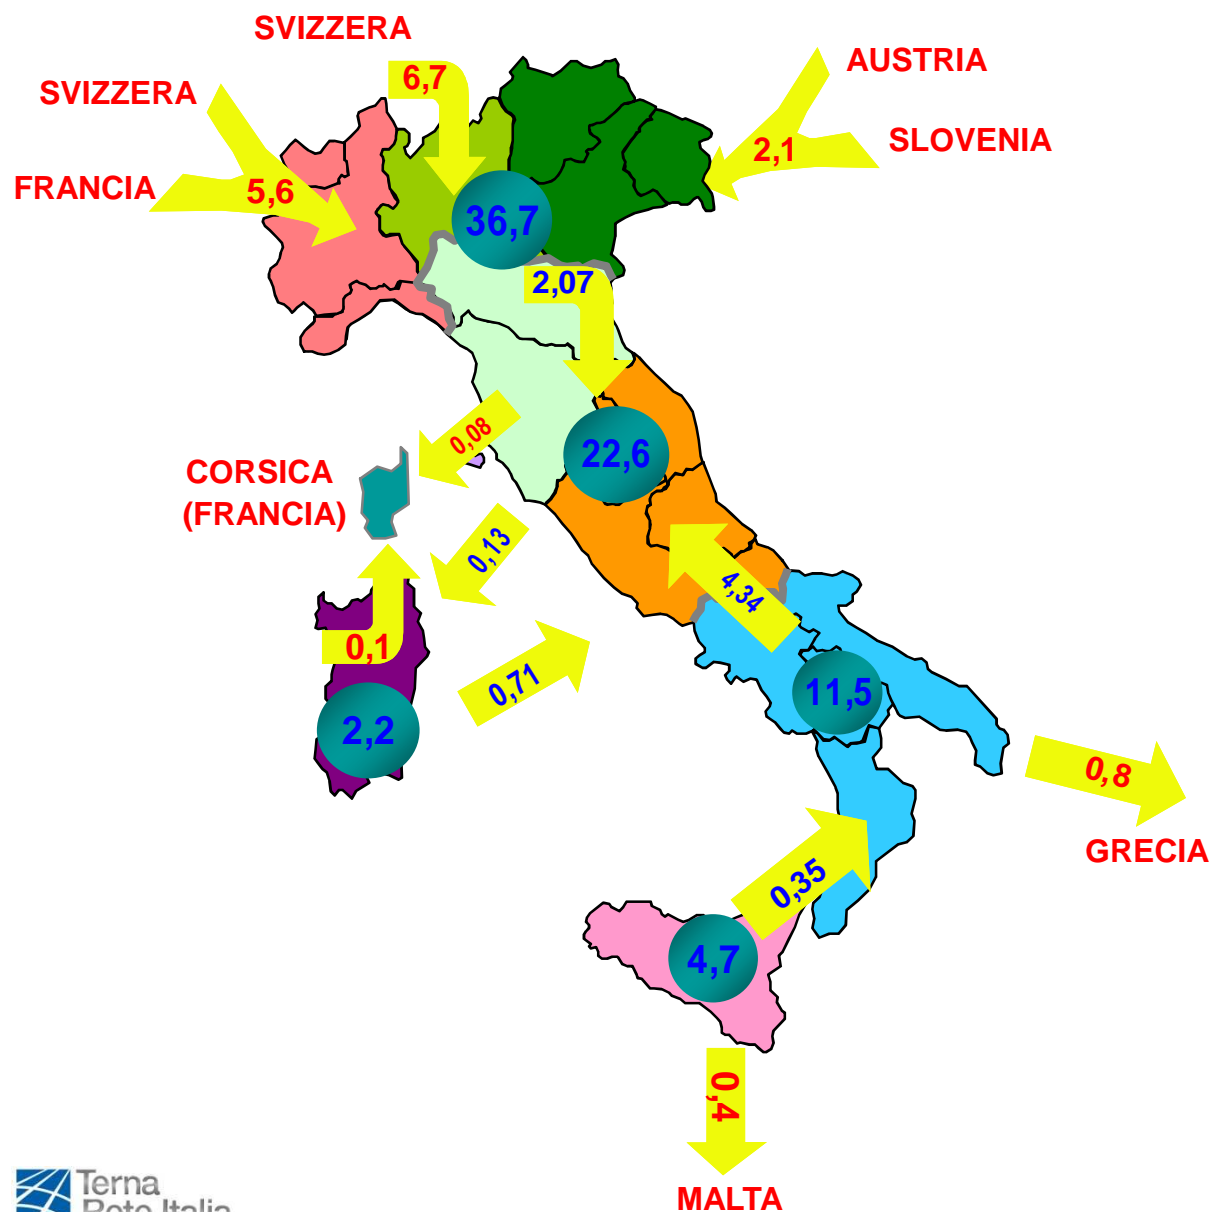 SVIZZERA
6,7
AUSTRIA
SVIZZERA
SLOVENIA
2,1
FRANCIA
5,6
36,7
2,07
0,08
22,6
CORSICA
(FRANCIA)
0,13
4,34
0,1
0,71
11,5
2,2
0,8
GRECIA
0,35
4,7
0,4
Terna
Rete Italia
MALTA